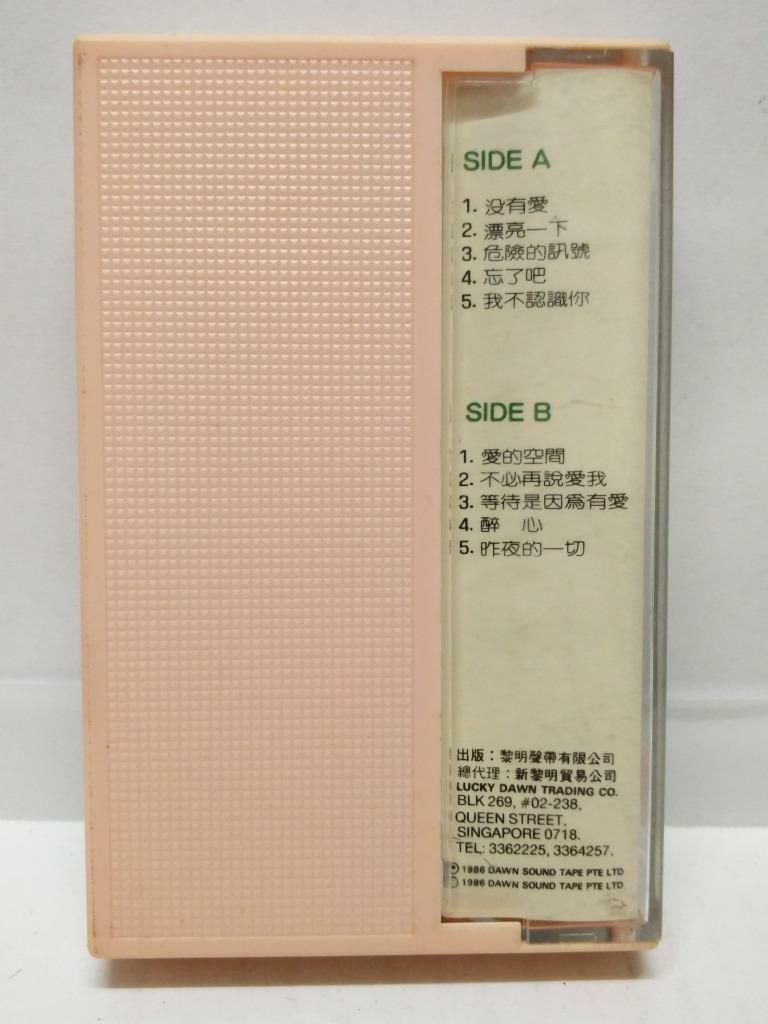 SIDE A
1. 没有愛
2. 漂亮一下
3. 危險的訊號
4. 忘了吧
5. 我不認識你
SIDE B
1. 愛的空間
2. 不必再說愛我
3. 等待是因爲有愛
4. 醉　心
5. 昨夜的一切
出版：黎明聲帶有限公司
總代理：新黎明貿易公司
LUCKY DAWN TRADING CO.
BLK 269, #02-238,
QUEEN STREET,
SINGAPORE 0718.
TEL: 3362225, 3364257.
℗ 1986 DAWN SOUND TAPE PTE LTD
© 1986 DAWN SOUND TAPE PTE LTD